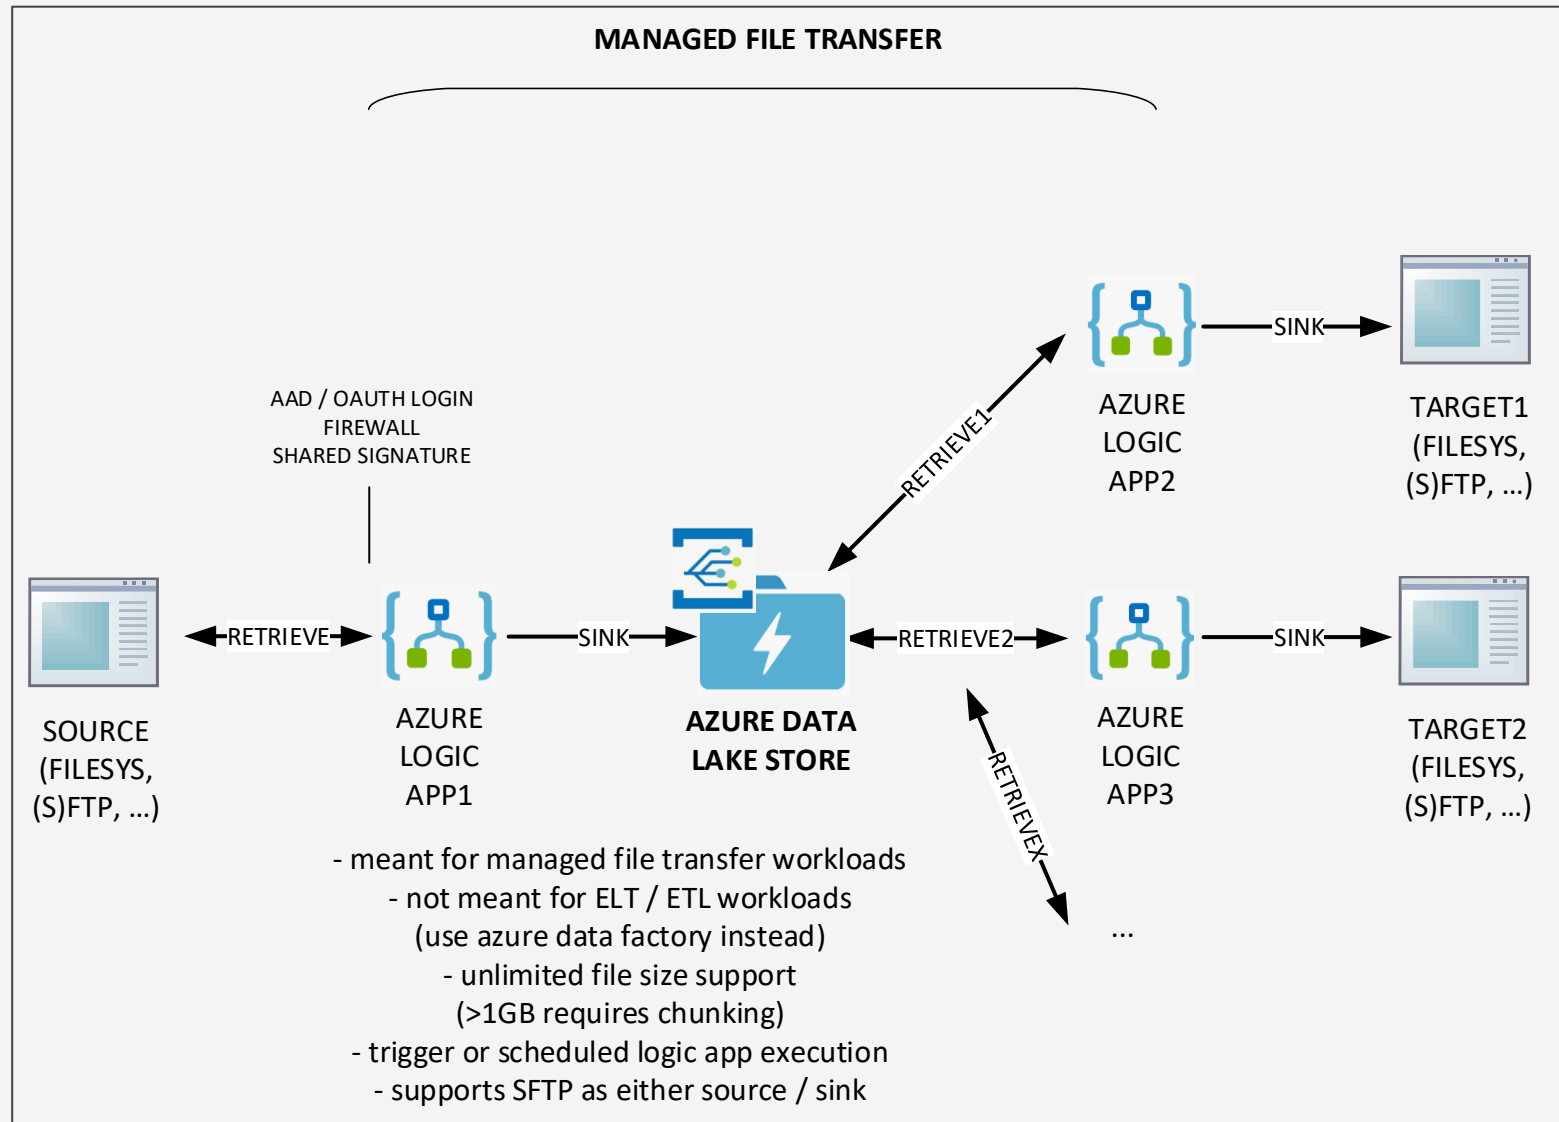 MANAGED FILE TRANSFER
AAD / OAUTH LOGIN
FIREWALL
SHARED SIGNATURE
RETRIEVE
SINK
RETRIEVE1
SINK
RETRIEVE2
SINK
RETRIEVEX
SOURCE
(FILESYS,
(S)FTP, ...)
AZURE
LOGIC
APP1
AZURE DATA
LAKE STORE
AZURE
LOGIC
APP2
TARGET1
(FILESYS,
(S)FTP, ...)
AZURE
LOGIC
APP3
TARGET2
(FILESYS,
(S)FTP, ...)
...
- meant for managed file transfer workloads
- not meant for ELT / ETL workloads
(use azure data factory instead)
- unlimited file size support
(>1GB requires chunking)
- trigger or scheduled logic app execution
- supports SFTP as either source / sink